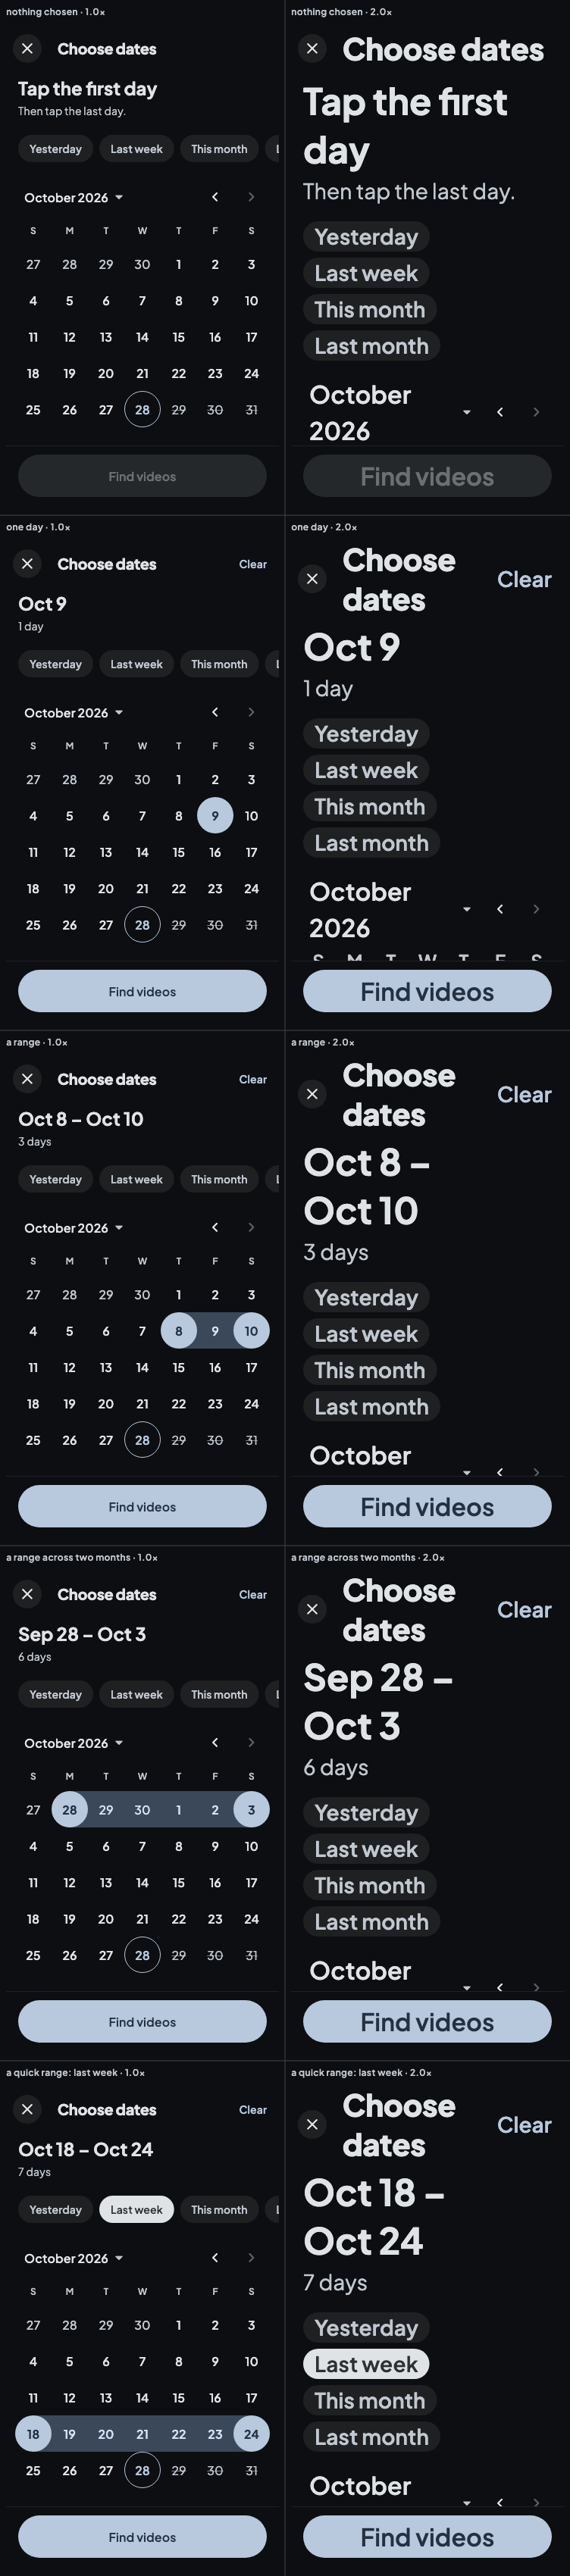 nothing chosen · 1.0×
Choose dates
Tap the first day
Then tap the last day.
Yesterday Last week This month L
October 2026
S M T W T F S
27 28 29 30 1 2 3
4 5 6 7 8 9 10
11 12 13 14 15 16 17
18 19 20 21 22 23 24
25 26 27 28 29 30 31
Find videos
nothing chosen · 2.0×
Choose dates
Tap the first
day
Then tap the last day.
Yesterday
Last week
This month
Last month
October
2026
Find videos
one day · 1.0×
Choose dates Clear
Oct 9
1 day
Yesterday Last week This month L
October 2026
S M T W T F S
27 28 29 30 1 2 3
4 5 6 7 8 9 10
11 12 13 14 15 16 17
18 19 20 21 22 23 24
25 26 27 28 29 30 31
Find videos
one day · 2.0×
Choose
dates
Clear
Oct 9
1 day
Yesterday
Last week
This month
Last month
October
2026
S M T W T F S
Find videos
a range · 1.0×
Choose dates Clear
Oct 8 – Oct 10
3 days
Yesterday Last week This month L
October 2026
S M T W T F S
27 28 29 30 1 2 3
4 5 6 7 8 9 10
11 12 13 14 15 16 17
18 19 20 21 22 23 24
25 26 27 28 29 30 31
Find videos
a range · 2.0×
Choose
dates
Clear
Oct 8 –
Oct 10
3 days
Yesterday
Last week
This month
Last month
October
Find videos
a range across two months · 1.0×
Choose dates Clear
Sep 28 – Oct 3
6 days
Yesterday Last week This month L
October 2026
S M T W T F S
27 28 29 30 1 2 3
4 5 6 7 8 9 10
11 12 13 14 15 16 17
18 19 20 21 22 23 24
25 26 27 28 29 30 31
Find videos
a range across two months · 2.0×
Choose
dates
Clear
Sep 28 –
Oct 3
6 days
Yesterday
Last week
This month
Last month
October
Find videos
a quick range: last week · 1.0×
Choose dates Clear
Oct 18 – Oct 24
7 days
Yesterday Last week This month L
October 2026
S M T W T F S
27 28 29 30 1 2 3
4 5 6 7 8 9 10
11 12 13 14 15 16 17
18 19 20 21 22 23 24
25 26 27 28 29 30 31
Find videos
a quick range: last week · 2.0×
Choose
dates
Clear
Oct 18 –
Oct 24
7 days
Yesterday
Last week
This month
Last month
October
Find videos